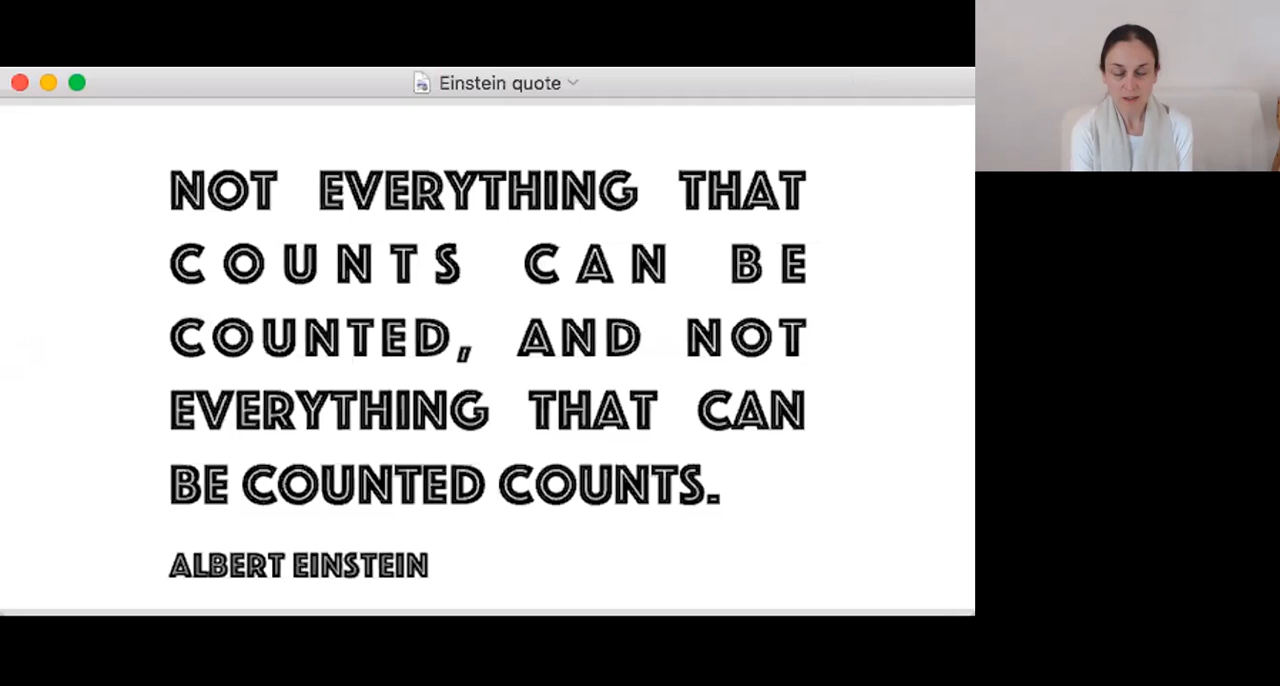 Einstein quote
NOT EVERYTHING THAT
COUNTS CAN BE
COUNTED, AND NOT
EVERYTHING THAT CAN
BE COUNTED COUNTS.
ALBERT EINSTEIN